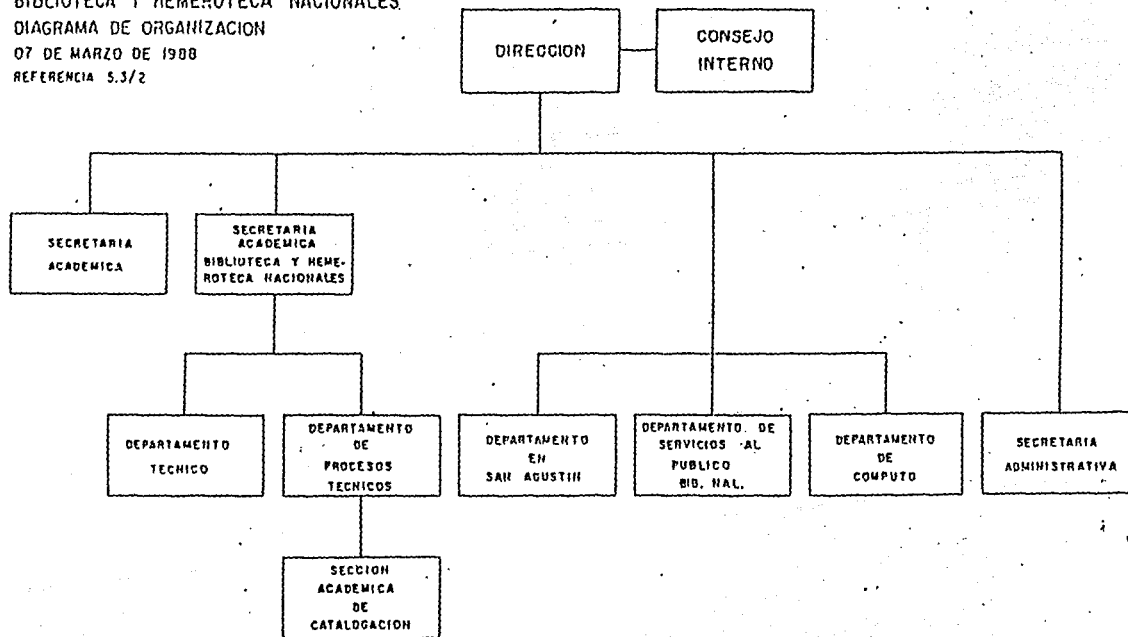 BIBLIOTECA Y HEMEROTECA NACIONALES
DIAGRAMA DE ORGANIZACION
07 DE MARZO DE 1988
REFERENCIA 5.3/2
DIRECCION
CONSEJO
INTERNO
SECRETARIA
ACADEMICA
SECRETARIA
ACADEMICA
BIBLIOTECA Y HEME-
ROTECA NACIONALES
DEPARTAMENTO
TECNICO
DEPARTAMENTO
DE
PROCESOS
TECNICOS
DEPARTAMENTO
EN
SAN AGUSTIN
DEPARTAMENTO DE
SERVICIOS AL
PUBLICO
BIB. NAL.
DEPARTAMENTO
DE
COMPUTO
SECRETARIA
ADMINISTRATIVA
SECCION
ACADEMICA
DE
CATALOGACION